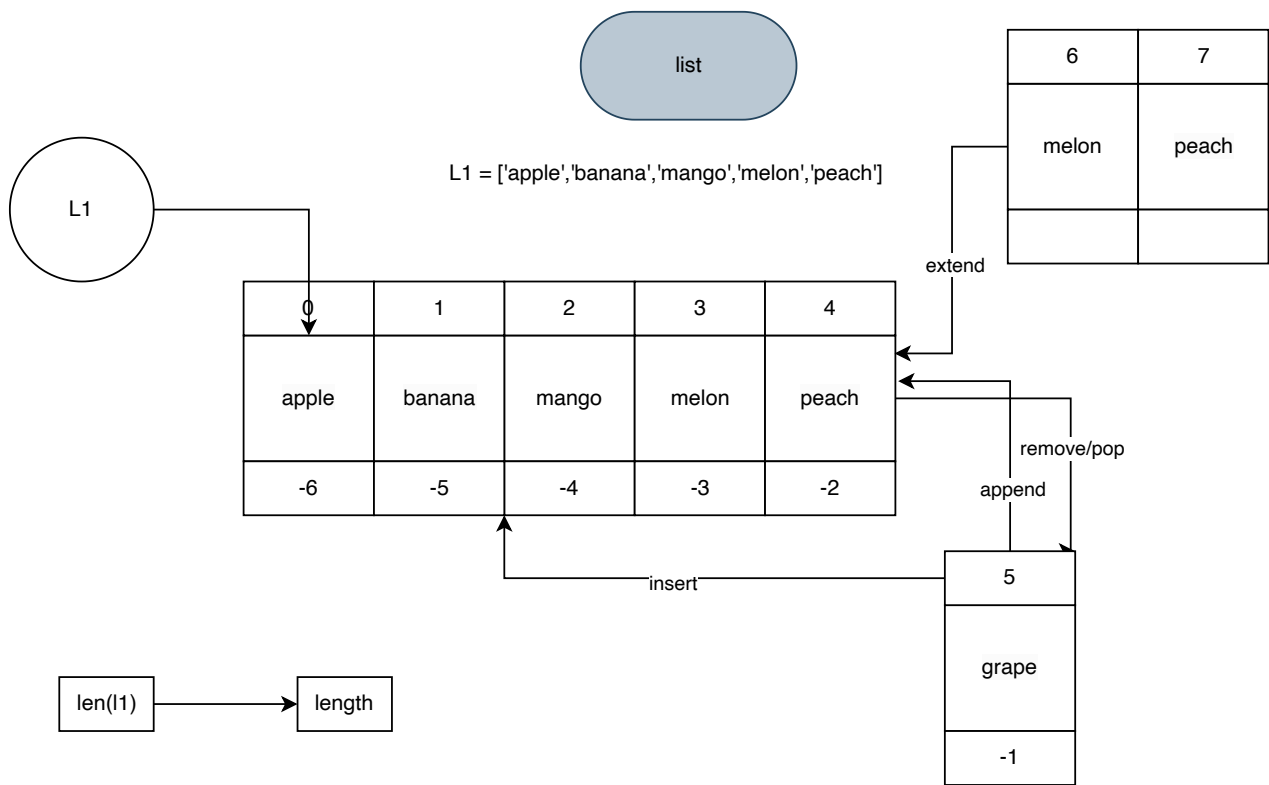 list
6 7
melon peach
L1 = ['apple','banana','mango','melon','peach']
L1
extend
0 1 2 3 4
apple banana mango melon peach
-6 -5 -4 -3 -2
remove/pop
append
insert
5
grape
-1
len(l1) length